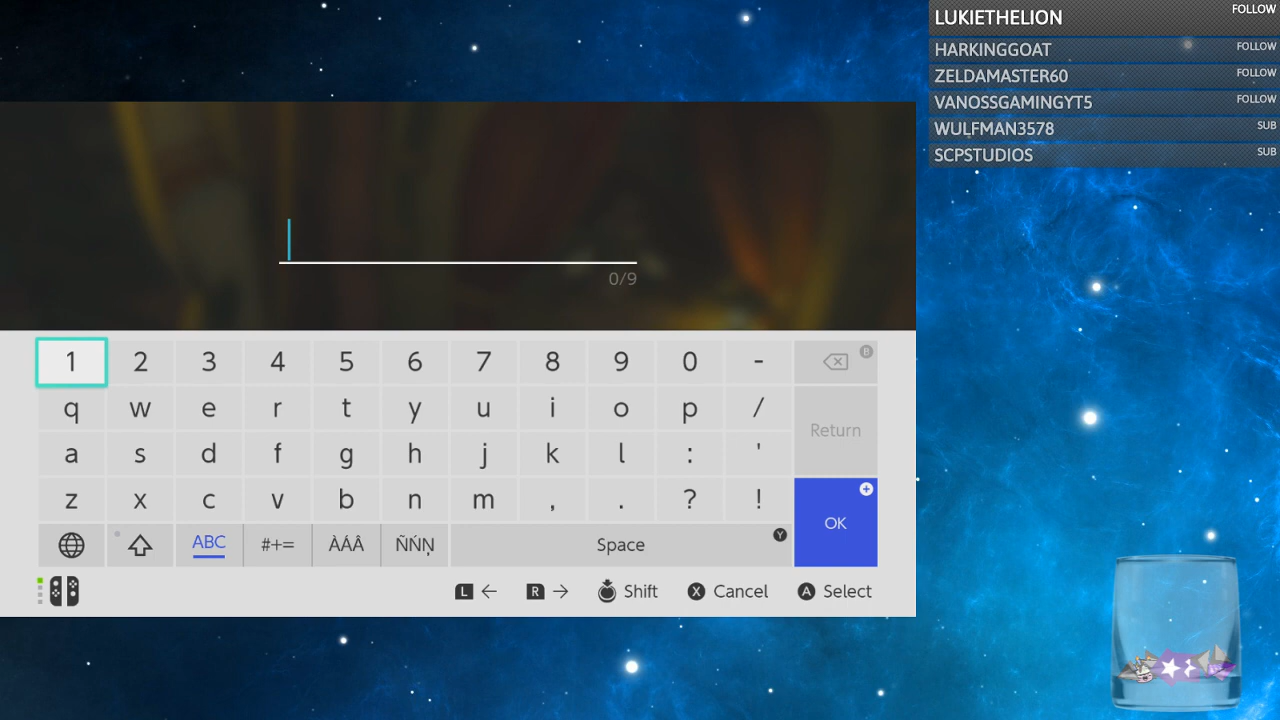 LUKIETHELION FOLLOW
HARKINGGOAT FOLLOW
ZELDAMASTER60 FOLLOW
VANOSSGAMINGYT5 FOLLOW
WULFMAN3578 SUB
SCPSTUDIOS SUB
0/9
1 2 3 4 5 6 7 8 9 0 - B
q w e r t y u i o p / Return
a s d f g h j k l : '
z x c v b n m , . ? ! + OK
ABC #+= ÀÁÂ ÑŃŅ Space Y
L ← R → Shift X Cancel A Select